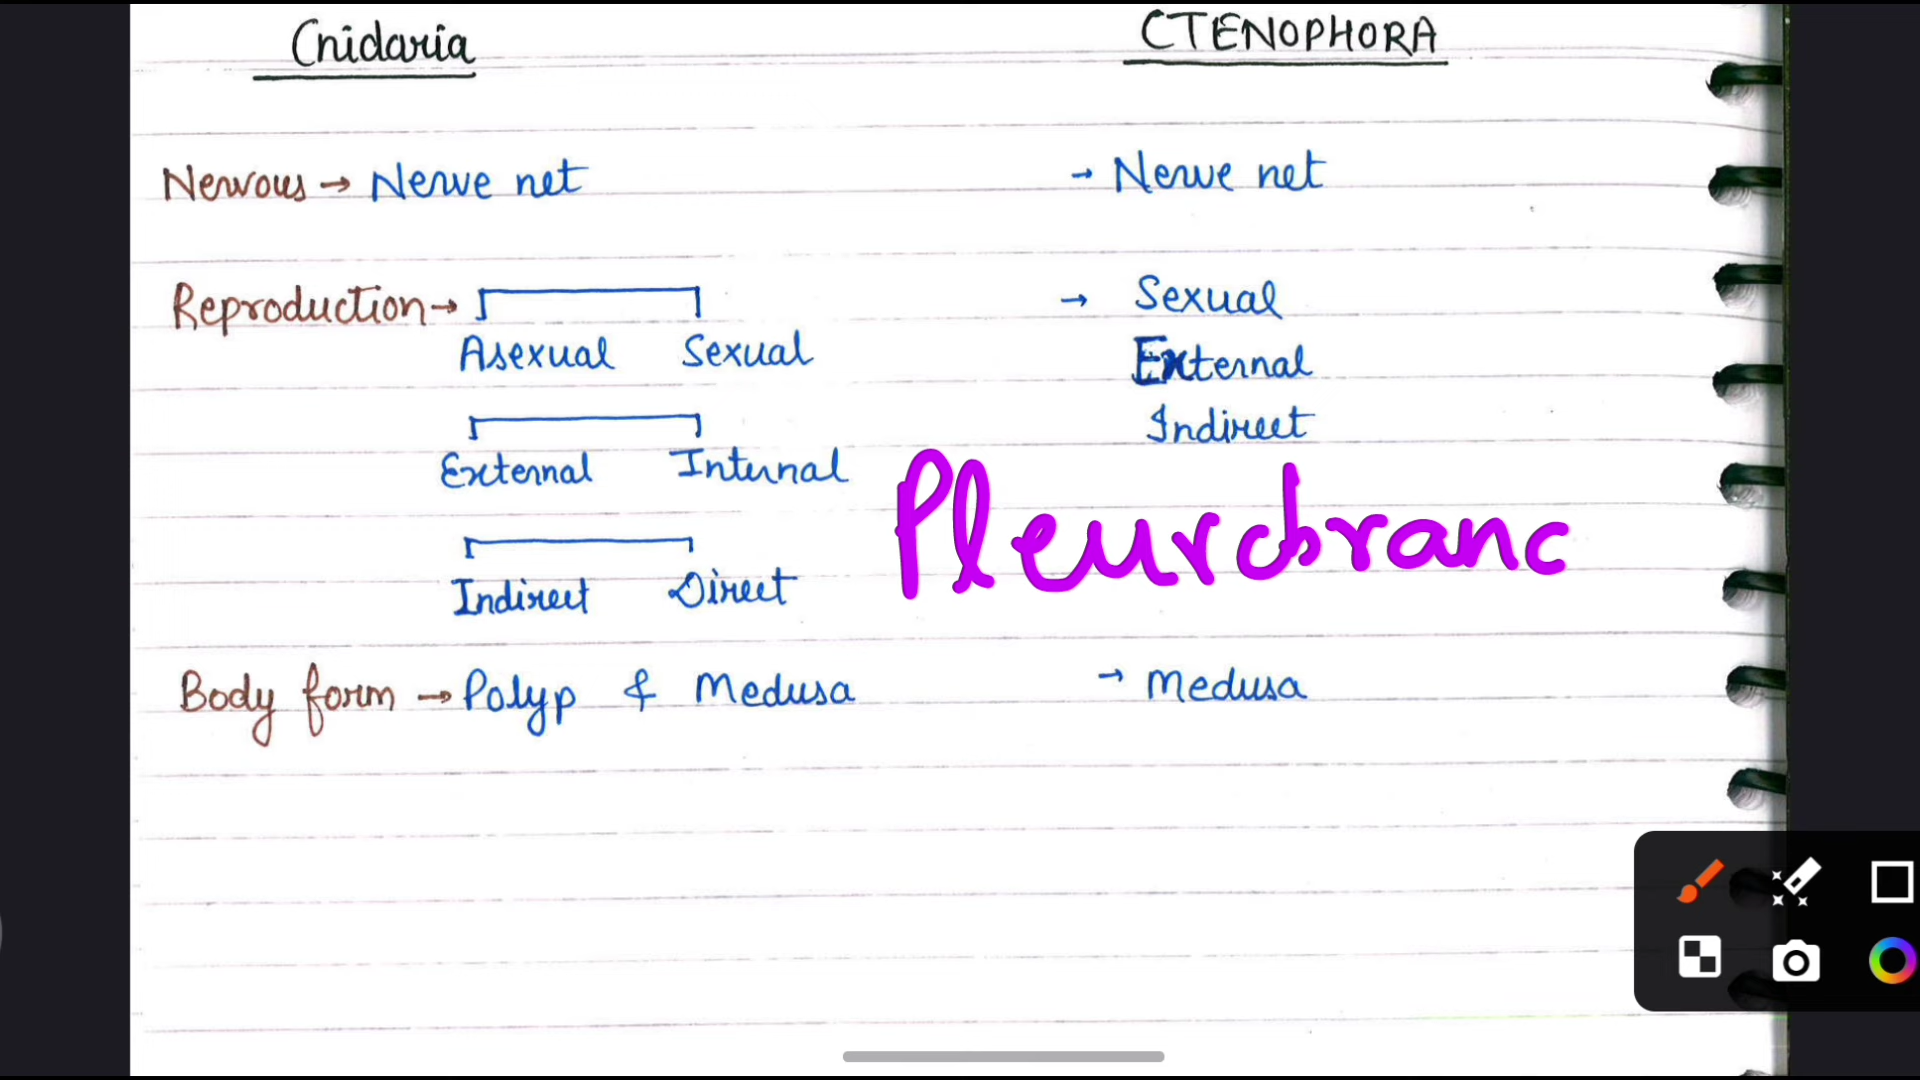 Cnidaria CTENOPHORA
Nervous → Nerve net → Nerve net
Reproduction → → Sexual
Asexual Sexual External
Indirect
External Internal
Pleurobranc
Indirect Direct
Body form → Polyp & Medusa → Medusa